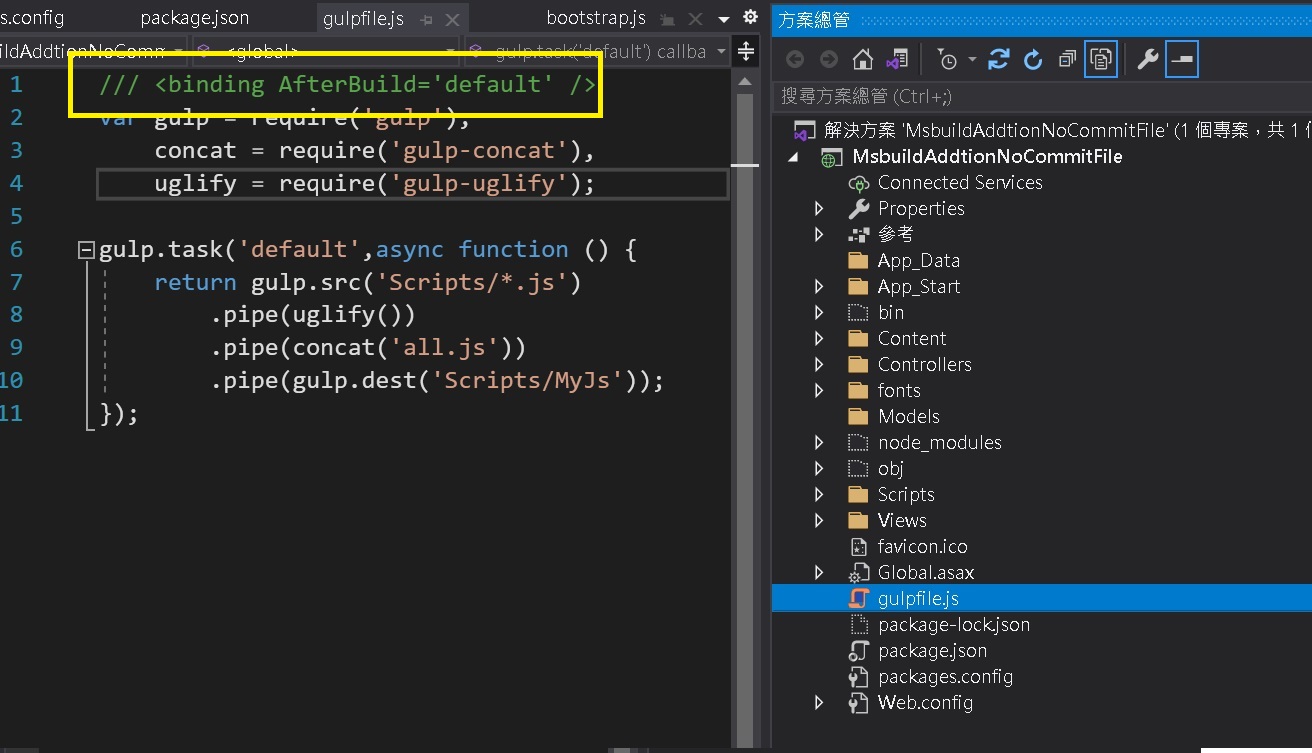 s.config
package.json
gulpfile.js
bootstrap.js
<global>
gulp.task('default') callba
1 /// <binding AfterBuild='default' />
2 var gulp = require('gulp'),
3 concat = require('gulp-concat'),
4 uglify = require('gulp-uglify');
5
6 gulp.task('default',async function () {
7 return gulp.src('Scripts/*.js')
8 .pipe(uglify())
9 .pipe(concat('all.js'))
10 .pipe(gulp.dest('Scripts/MyJs'));
11 });
方案總管
搜尋方案總管 (Ctrl+;)
解決方案 'MsbuildAddtionNoCommitFile' (1 個專案，共 1
MsbuildAddtionNoCommitFile
Connected Services
Properties
參考
App_Data
App_Start
bin
Content
Controllers
fonts
Models
node_modules
obj
Scripts
Views
favicon.ico
Global.asax
gulpfile.js
package-lock.json
package.json
packages.config
Web.config